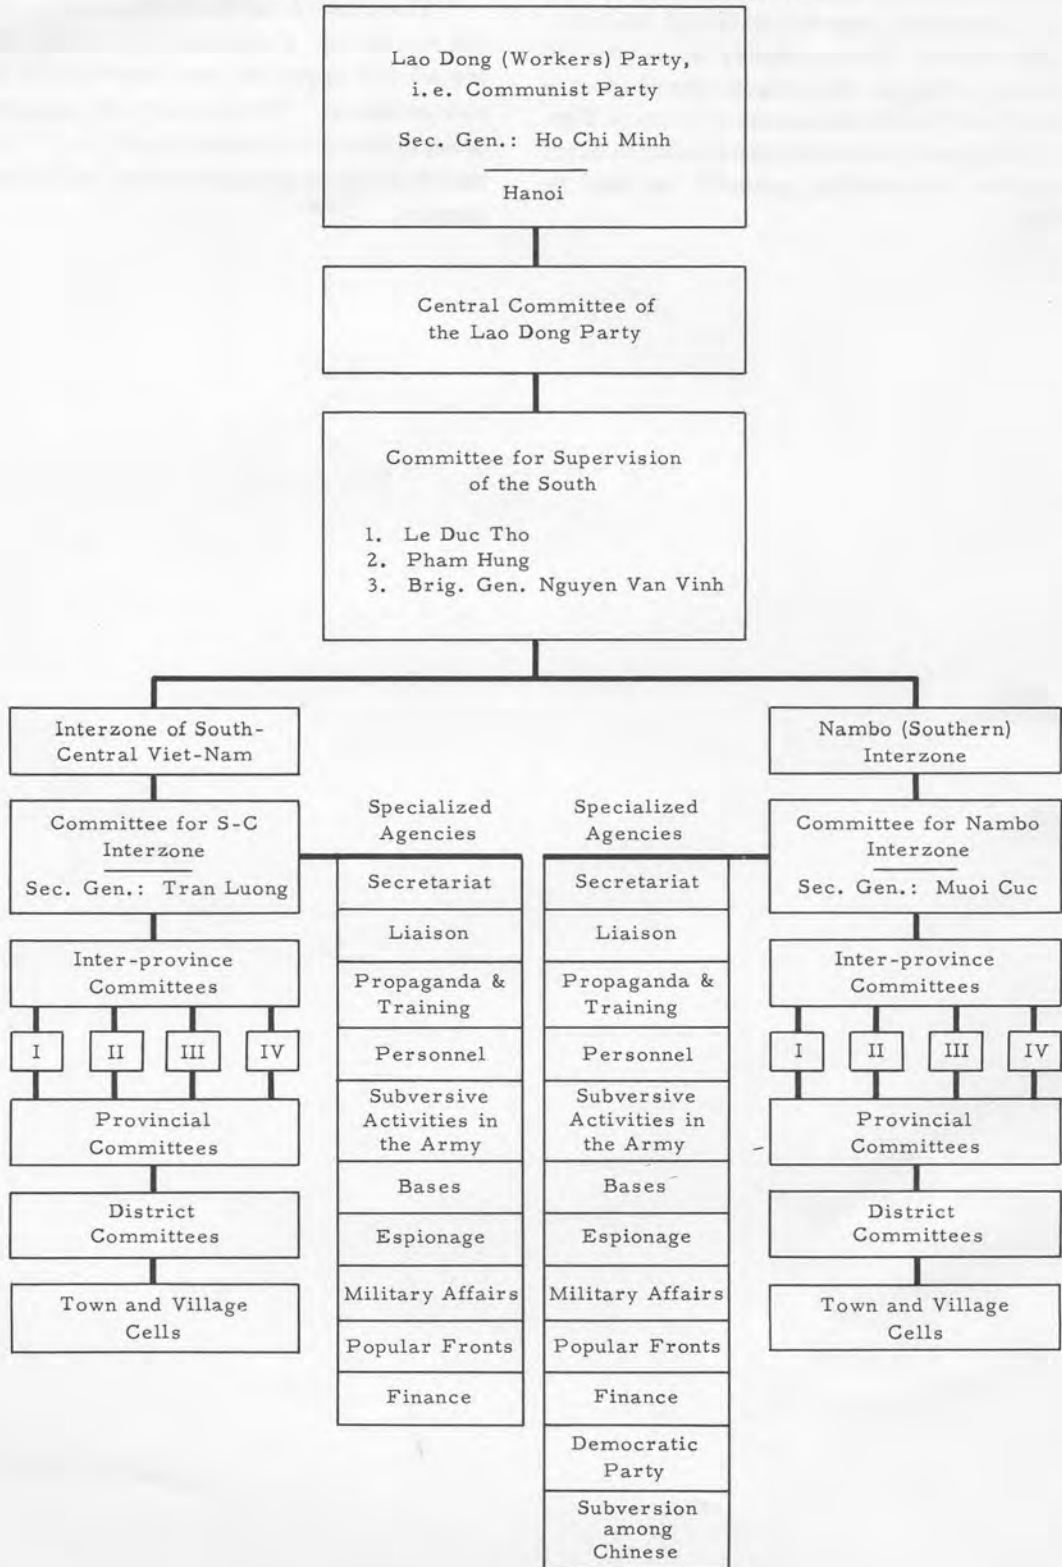 Lao Dong (Workers) Party,
i.e. Communist Party
Sec. Gen.: Ho Chi Minh
Hanoi
Central Committee of
the Lao Dong Party
Committee for Supervision
of the South
1. Le Duc Tho
2. Pham Hung
3. Brig. Gen. Nguyen Van Vinh
Interzone of South-
Central Viet-Nam
Committee for S-C
Interzone
Sec. Gen.: Tran Luong
Inter-province
Committees
I II III IV
Provincial
Committees
District
Committees
Town and Village
Cells
Specialized
Agencies
Secretariat
Liaison
Propaganda &
Training
Personnel
Subversive
Activities in
the Army
Bases
Espionage
Military Affairs
Popular Fronts
Finance
Specialized
Agencies
Secretariat
Liaison
Propaganda &
Training
Personnel
Subversive
Activities in
the Army
Bases
Espionage
Military Affairs
Popular Fronts
Finance
Democratic
Party
Subversion
among
Chinese
Nambo (Southern)
Interzone
Committee for Nambo
Interzone
Sec. Gen.: Muoi Cuc
Inter-province
Committees
I II III IV
Provincial
Committees
District
Committees
Town and Village
Cells